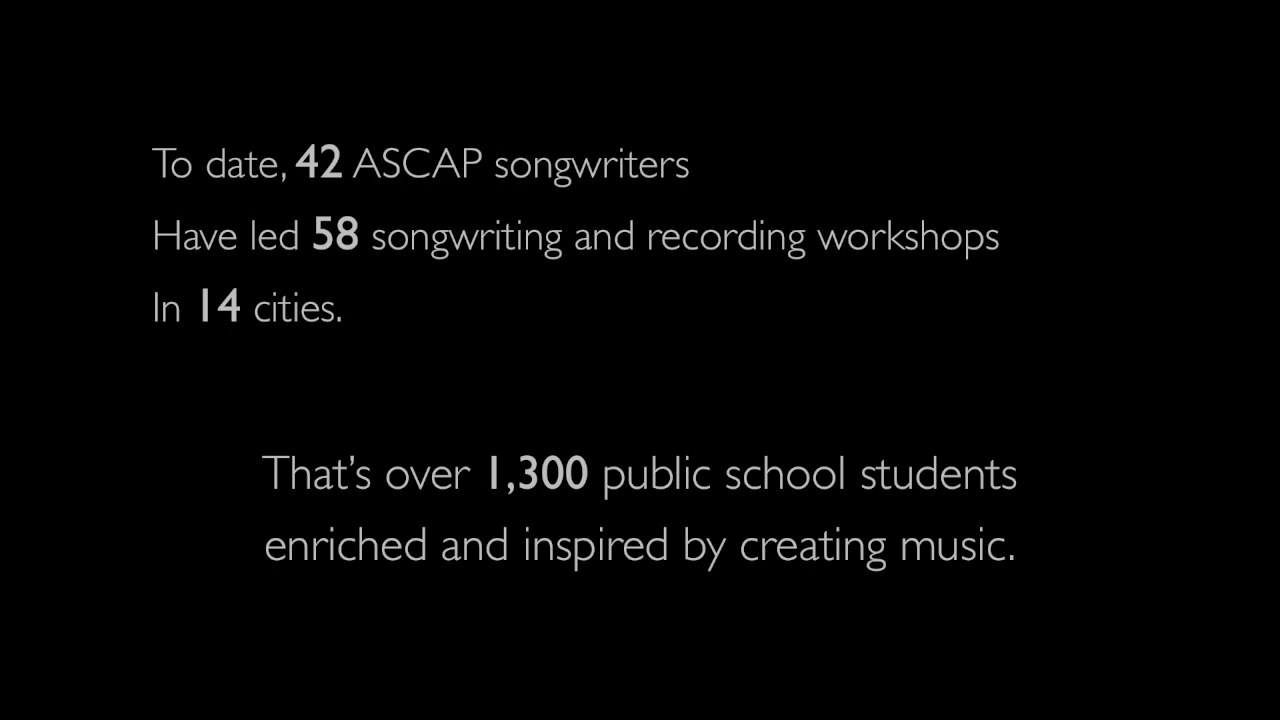 To date, 42 ASCAP songwriters
Have led 58 songwriting and recording workshops
In 14 cities.
That’s over 1,300 public school students
enriched and inspired by creating music.